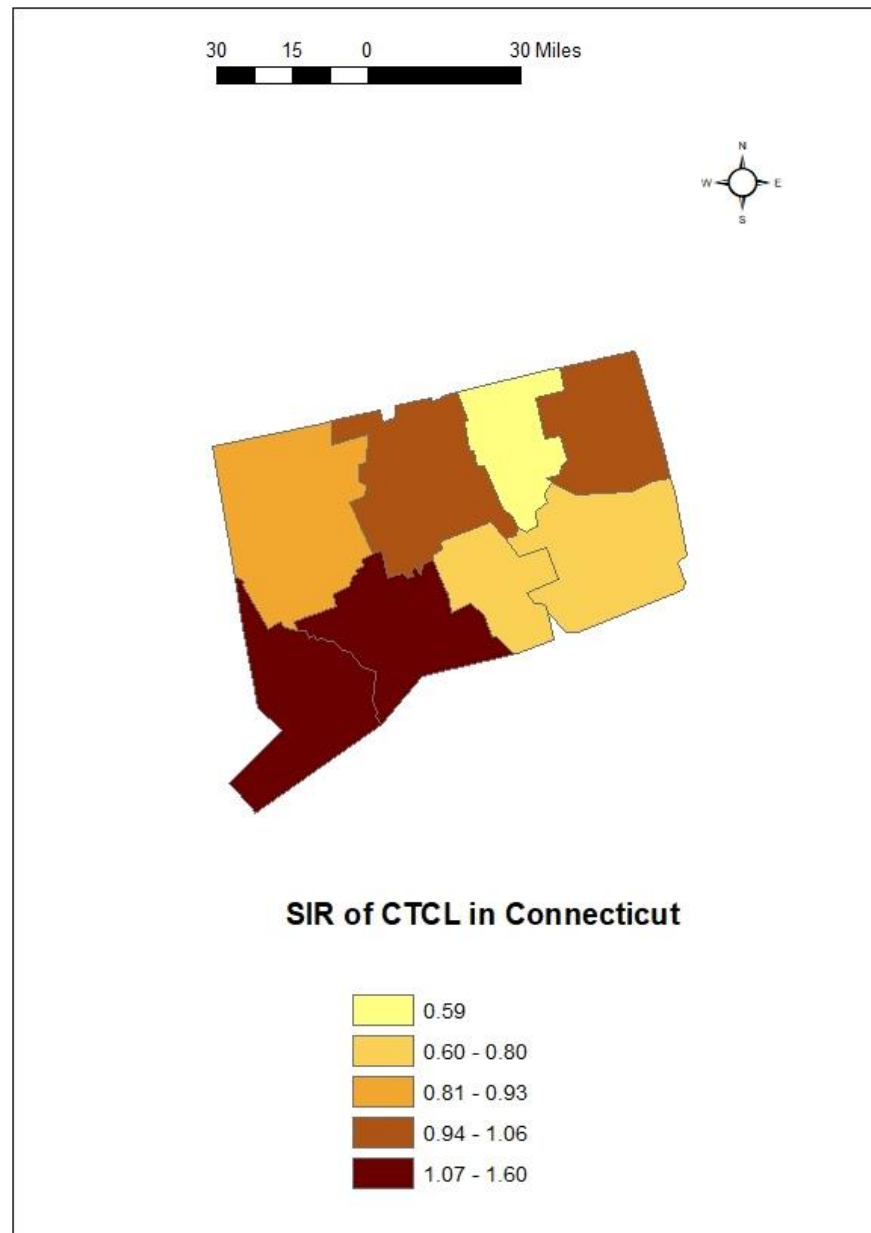 30 15 0 30 Miles
N
W E
S
SIR of CTCL in Connecticut
0.59
0.60 - 0.80
0.81 - 0.93
0.94 - 1.06
1.07 - 1.60